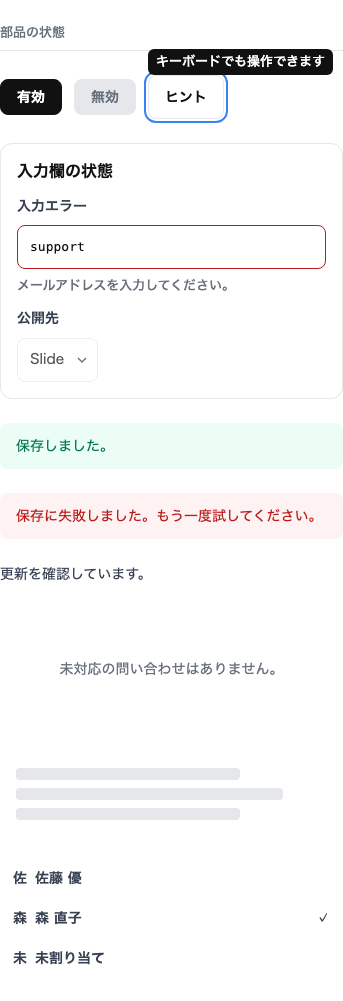 部品の状態
キーボードでも操作できます
有効 無効 ヒント
入力欄の状態
入力エラー
support
メールアドレスを入力してください。
公開先
Slide
保存しました。
保存に失敗しました。もう一度試してください。
更新を確認しています。
未対応の問い合わせはありません。
佐 佐藤 優
森 森 直子 ✓
未 未割り当て